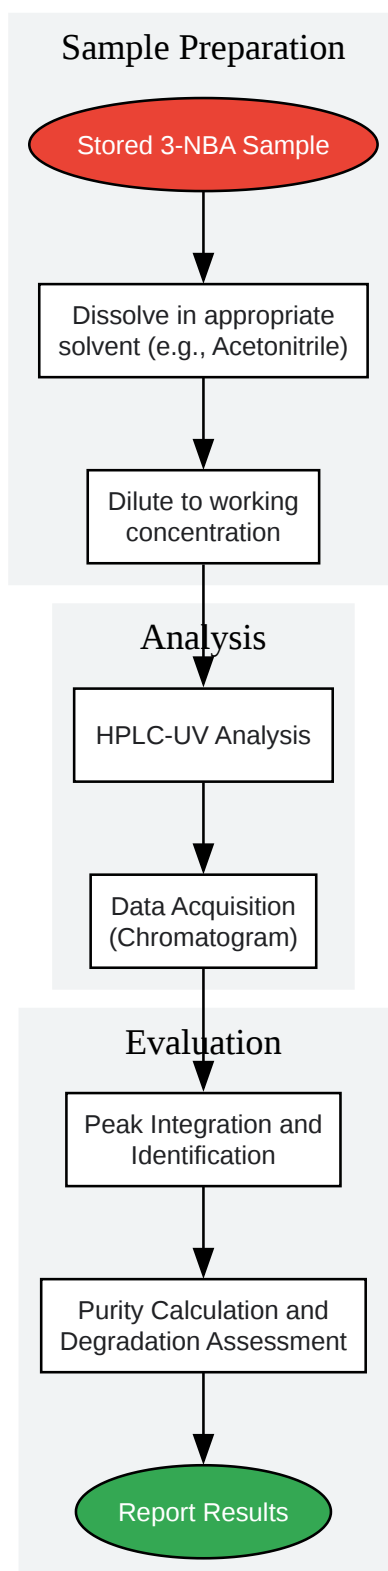 Sample Preparation
Stored 3-NBA Sample
Dissolve in appropriate
solvent (e.g., Acetonitrile)
Dilute to working
concentration
Analysis
HPLC-UV Analysis
Data Acquisition
(Chromatogram)
Evaluation
Peak Integration and
Identification
Purity Calculation and
Degradation Assessment
Report Results